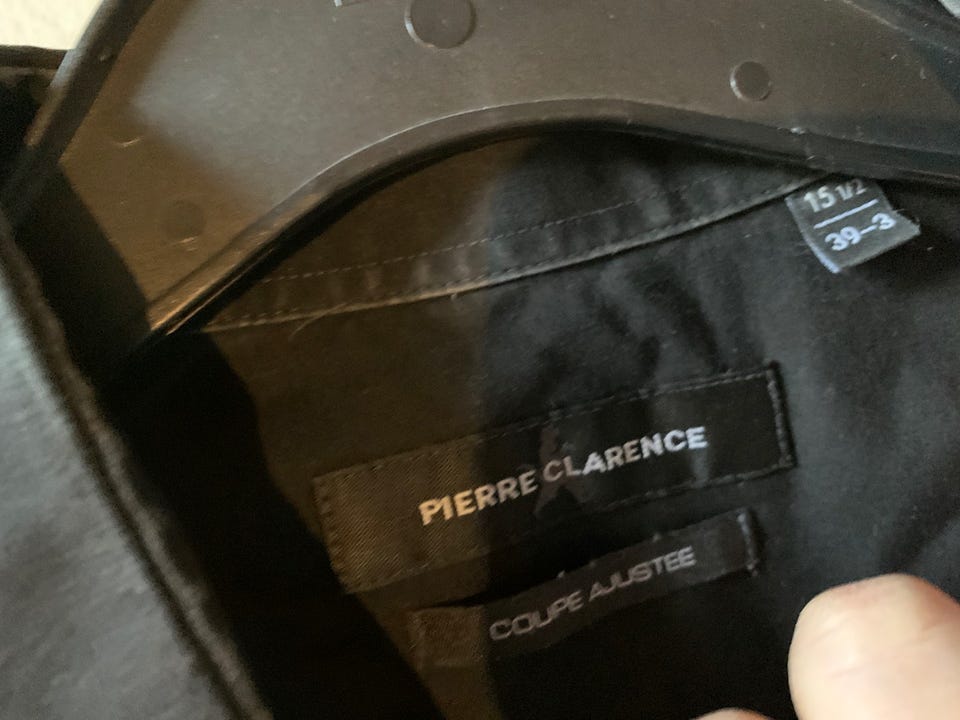 15 1/2
39-3
PIERRE CLARENCE
COUPE AJUSTEE